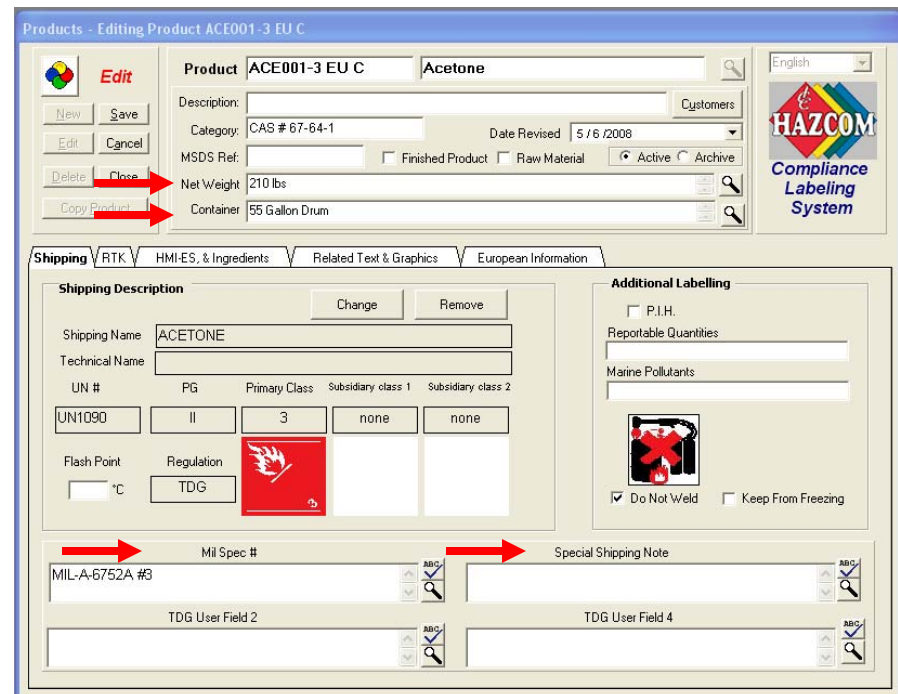 Products - Editing Product ACE001-3 EU C
Edit
Product ACE001-3 EU C Acetone
English
New Save
Description: Customers
HAZCOM
Edit Cancel
Category: CAS # 67-64-1 Date Revised 5 / 6 /2008
MSDS Ref: Finished Product Raw Material Active Archive
Delete Close
Net Weight 210 lbs
Compliance
Labeling
System
Copy Product
Container 55 Gallon Drum
Shipping RTK HMI-ES, & Ingredients Related Text & Graphics European Information
Shipping Description
Change Remove
Shipping Name ACETONE
Technical Name
UN # PG Primary Class Subsidiary class 1 Subsidiary class 2
UN1090 II 3 none none
Flash Point Regulation
°C TDG
3
Additional Labelling
P.I.H.
Reportable Quantities
Marine Pollutants
Do Not Weld Keep From Freezing
Mil Spec # Special Shipping Note
MIL-A-6752A #3
ABC
ABC
TDG User Field 2 TDG User Field 4
ABC
ABC